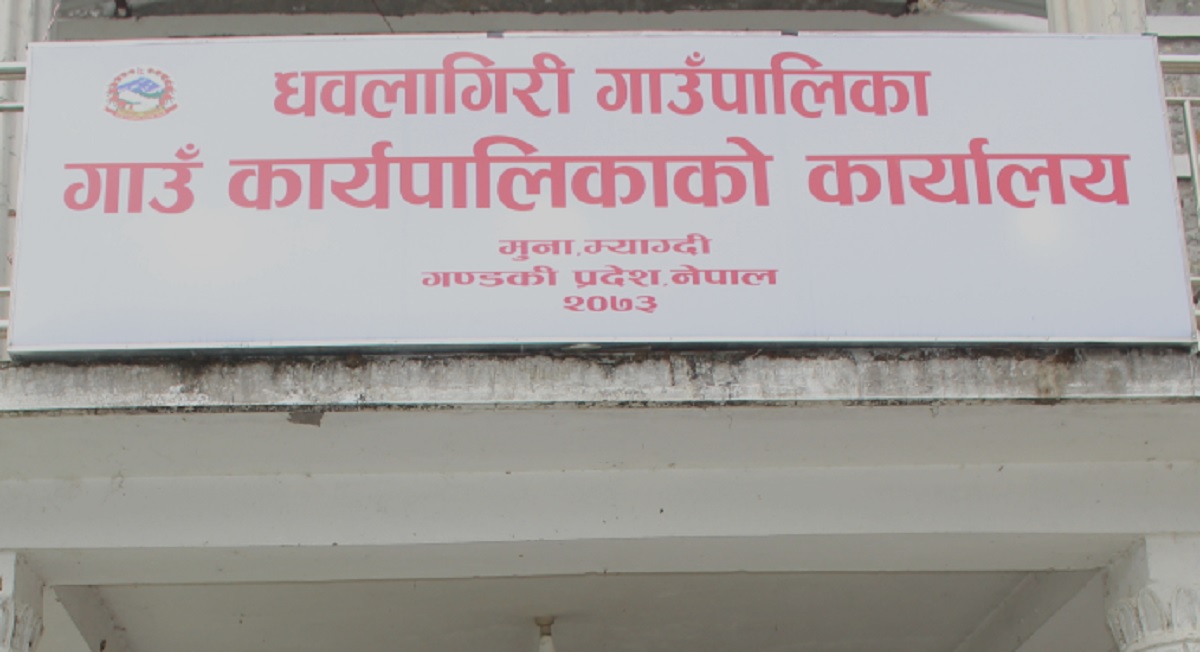 धवलागिरी गाउँपालिका
गाउँ कार्यपालिकाको कार्यालय
मुना,म्याग्दी
गण्डकी प्रदेश,नेपाल
२०७३